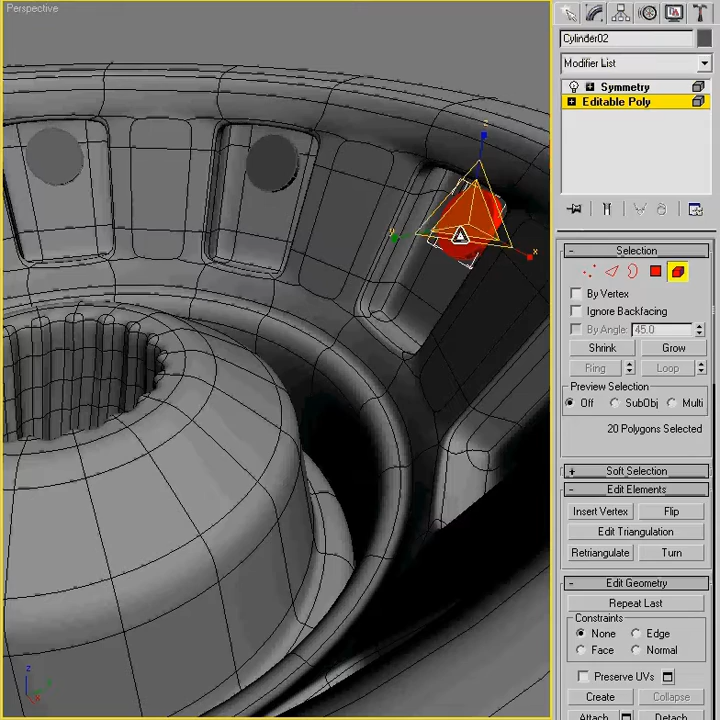 Perspective
Cylinder02
Modifier List
Symmetry
Editable Poly
Selection
By Vertex
Ignore Backfacing
By Angle: 45.0
Shrink Grow
Ring Loop
Preview Selection
Off SubObj Multi
20 Polygons Selected
Soft Selection
Edit Elements
Insert Vertex Flip
Edit Triangulation
Retriangulate Turn
Edit Geometry
Repeat Last
Constraints
None Edge
Face Normal
Preserve UVs
Create Collapse
Attach Detach
z
y
x
z
x